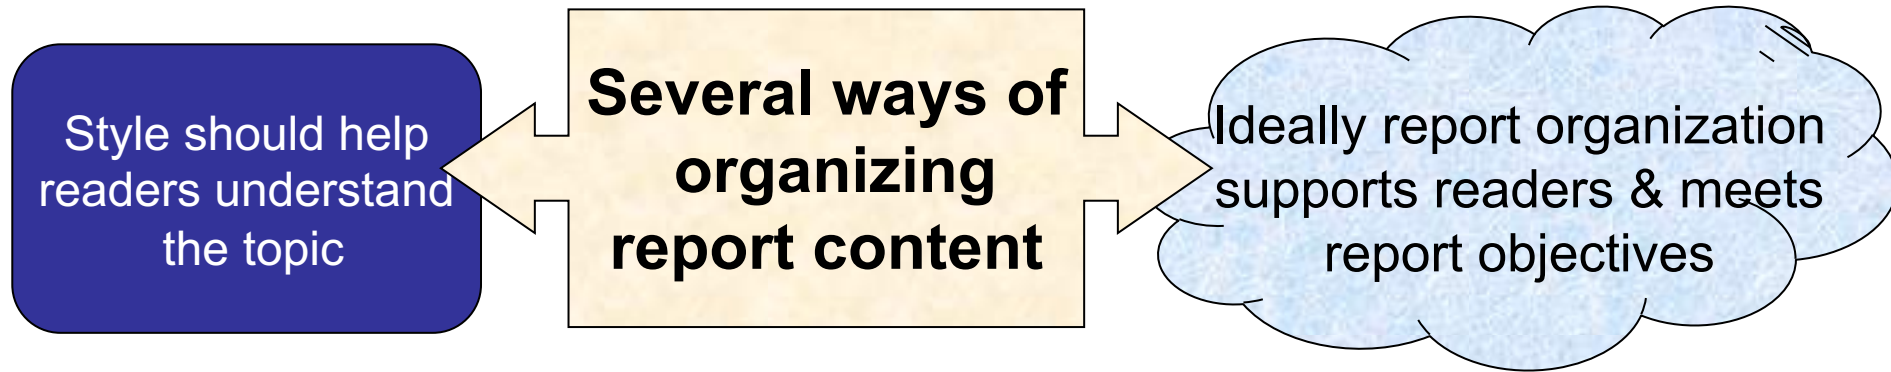 Style should help
readers understand
the topic
Several ways of
organizing
report content
Ideally report organization
supports readers & meets
report objectives